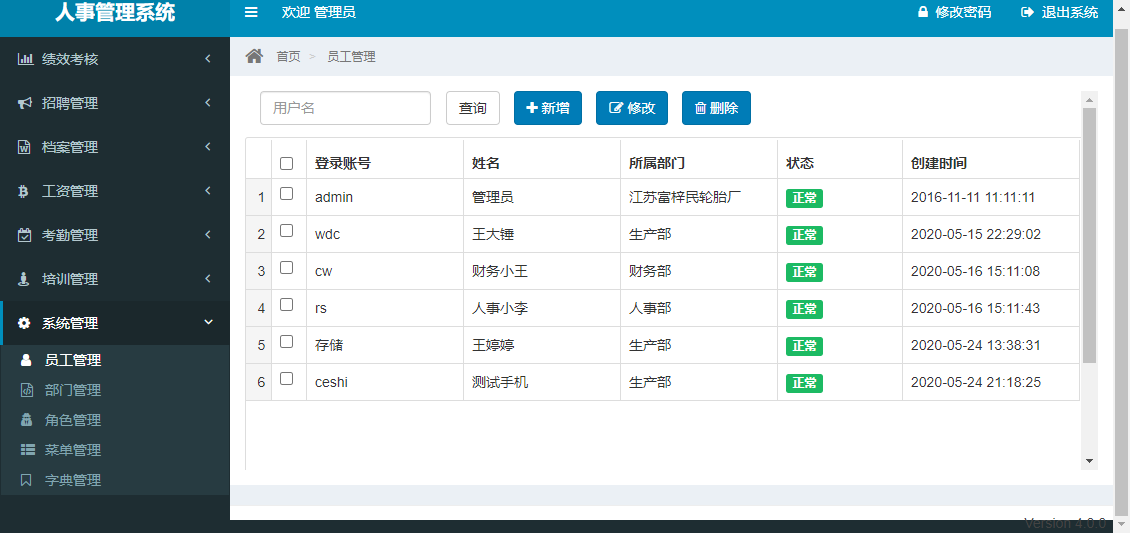 人事管理系统
欢迎 管理员
修改密码
退出系统
绩效考核
招聘管理
档案管理
工资管理
考勤管理
培训管理
系统管理
员工管理
部门管理
角色管理
菜单管理
字典管理
首页 > 员工管理
用户名
查询
新增
修改
删除
登录账号 姓名 所属部门 状态 创建时间
1 admin 管理员 江苏富梓民轮胎厂 正常 2016-11-11 11:11:11
2 wdc 王大锤 生产部 正常 2020-05-15 22:29:02
3 cw 财务小王 财务部 正常 2020-05-16 15:11:08
4 rs 人事小李 人事部 正常 2020-05-16 15:11:43
5 存储 王婷婷 生产部 正常 2020-05-24 13:38:31
6 ceshi 测试手机 生产部 正常 2020-05-24 21:18:25
Version 4.0.0